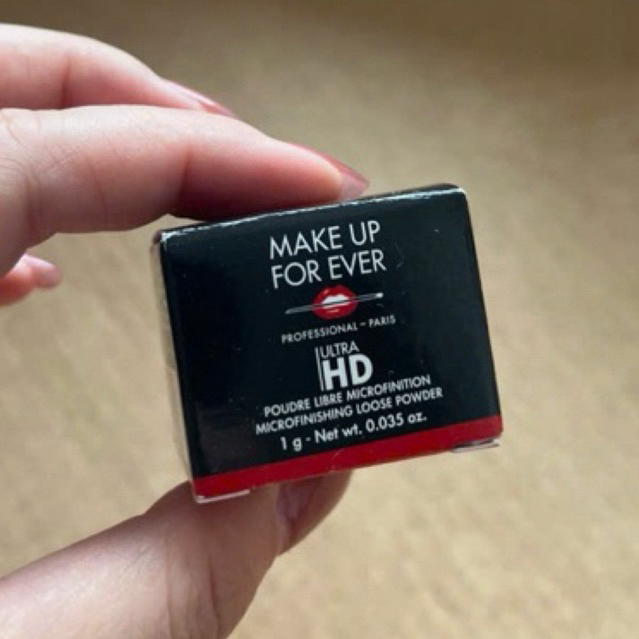 MAKE UP
FOR EVER
PROFESSIONAL – PARIS
ULTRA
HD
POUDRE LIBRE MICROFINITION
MICROFINISHING LOOSE POWDER
1 g - Net wt. 0.035 oz.